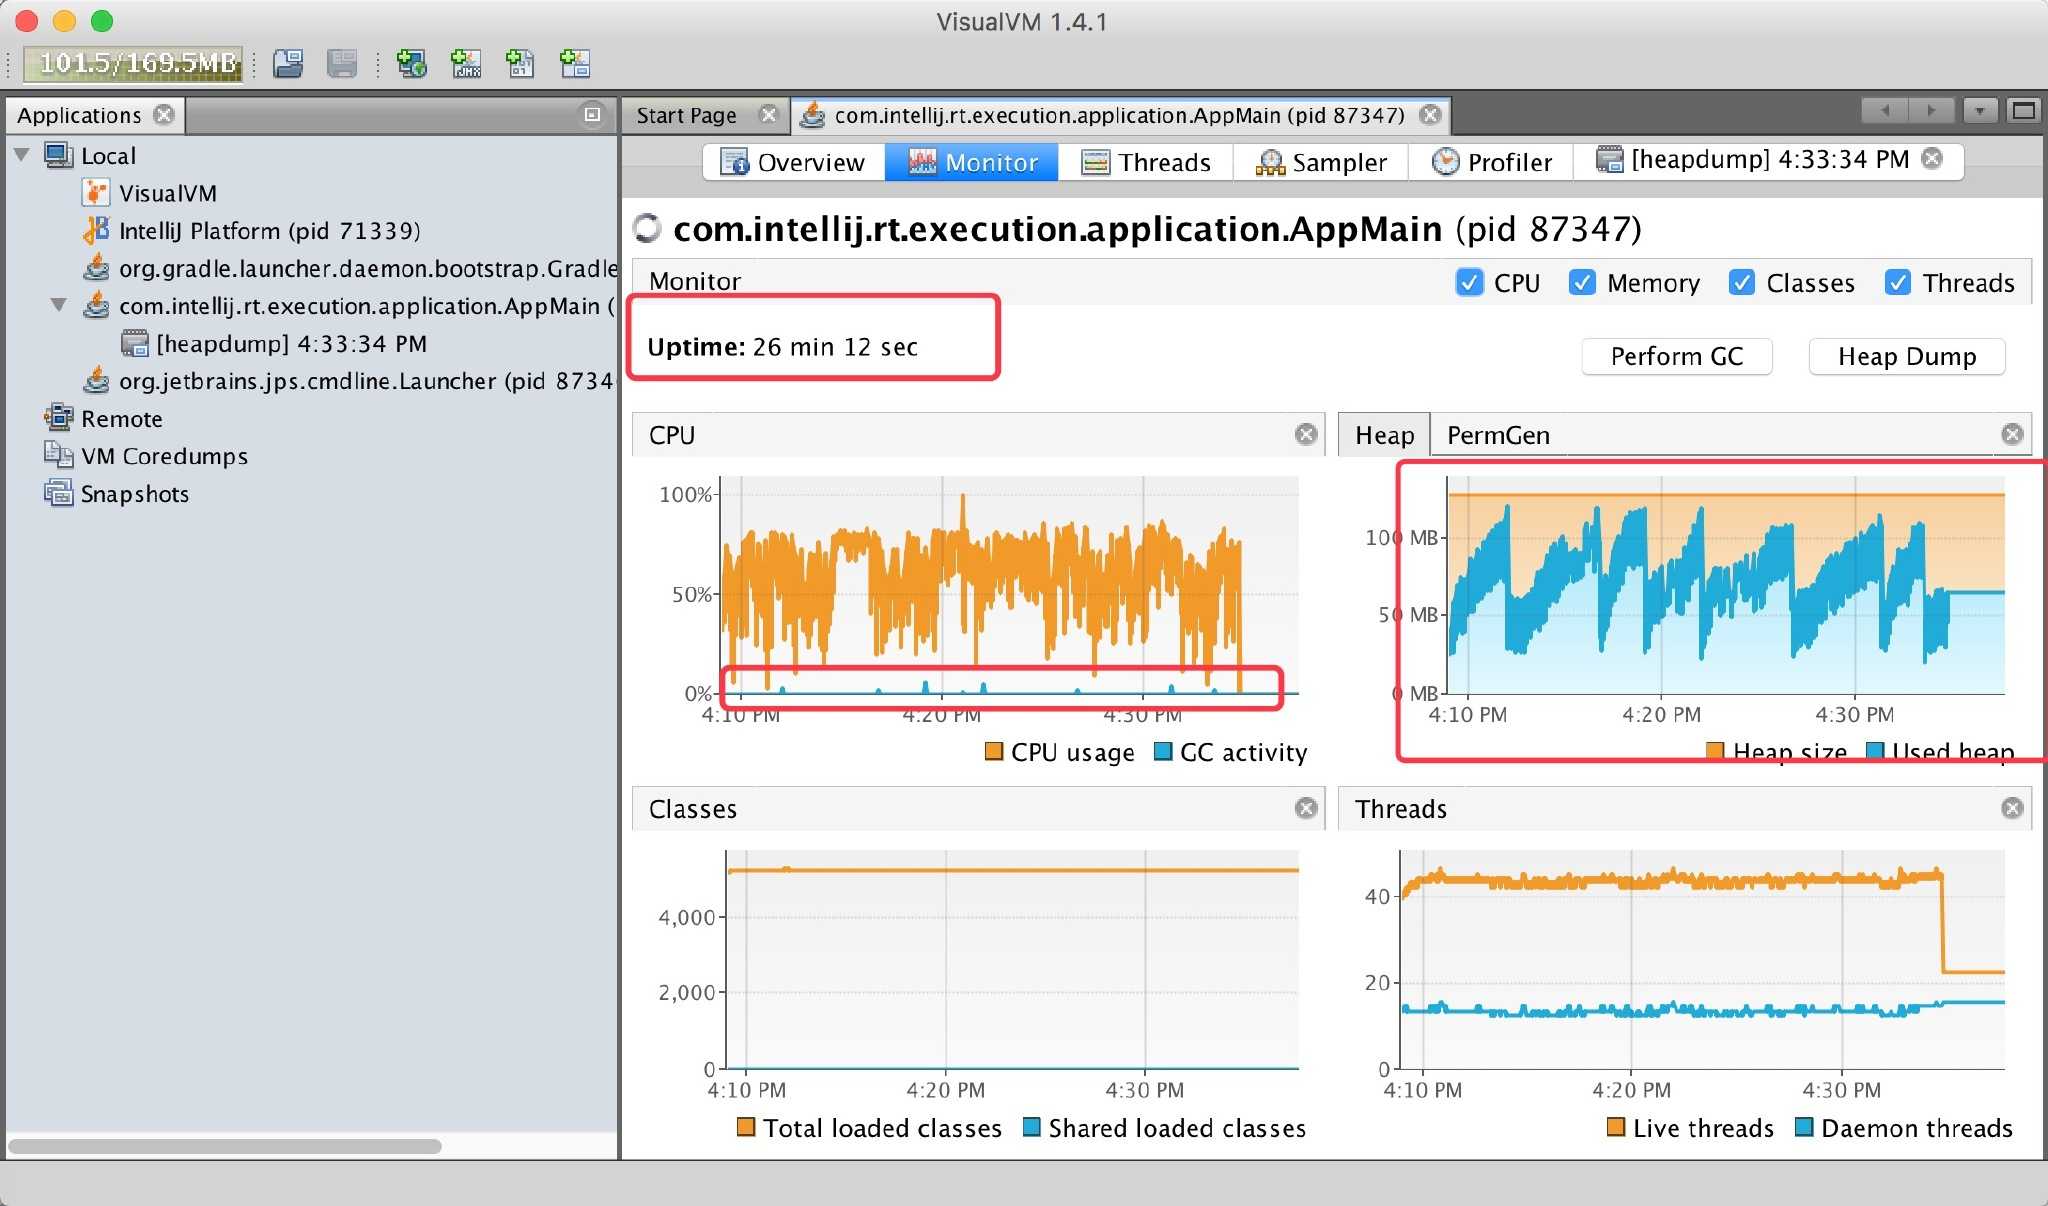 VisualVM 1.4.1
101.5/169.5MB
Applications
Local
VisualVM
IntelliJ Platform (pid 71339)
org.gradle.launcher.daemon.bootstrap.Gradle
com.intellij.rt.execution.application.AppMain (
[heapdump] 4:33:34 PM
org.jetbrains.jps.cmdline.Launcher (pid 8734
Remote
VM Coredumps
Snapshots
Start Page
com.intellij.rt.execution.application.AppMain (pid 87347)
Overview Monitor Threads Sampler Profiler [heapdump] 4:33:34 PM
com.intellij.rt.execution.application.AppMain (pid 87347)
Monitor
CPU Memory Classes Threads
Uptime: 26 min 12 sec
Perform GC Heap Dump
CPU
100%
50%
0%
4:10 PM 4:20 PM 4:30 PM
CPU usage GC activity
Heap PermGen
100 MB
50 MB
0 MB
4:10 PM 4:20 PM 4:30 PM
Heap size Used heap
Classes
4,000
2,000
0
4:10 PM 4:20 PM 4:30 PM
Total loaded classes Shared loaded classes
Threads
40
20
0
4:10 PM 4:20 PM 4:30 PM
Live threads Daemon threads